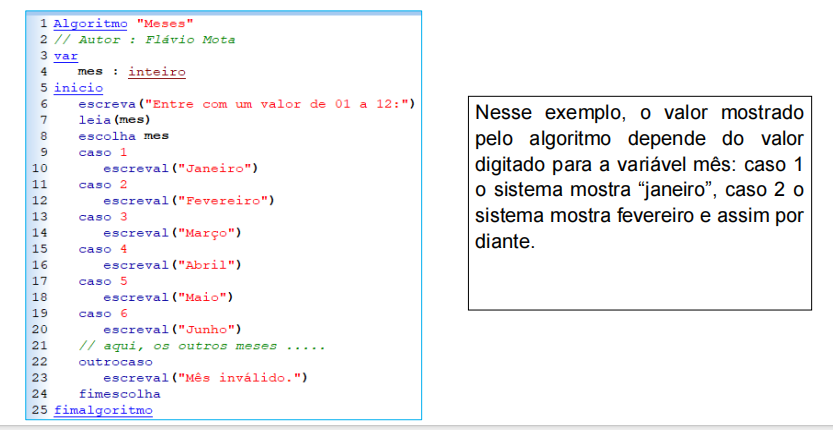 1 Algoritmo "Meses"
2 // Autor : Flávio Mota
3 var
4 mes : inteiro
5 inicio
6 escreva("Entre com um valor de 01 a 12:")
7 leia(mes)
8 escolha mes
9 caso 1
10 escreval("Janeiro")
11 caso 2
12 escreval("Fevereiro")
13 caso 3
14 escreval("Março")
15 caso 4
16 escreval("Abril")
17 caso 5
18 escreval("Maio")
19 caso 6
20 escreval("Junho")
21 // aqui, os outros meses .....
22 outrocaso
23 escreval("Mês inválido.")
24 fimescolha
25 fimalgoritmo
Nesse exemplo, o valor mostrado
pelo algoritmo depende do valor
digitado para a variável mês: caso 1
o sistema mostra “janeiro”, caso 2 o
sistema mostra fevereiro e assim por
diante.